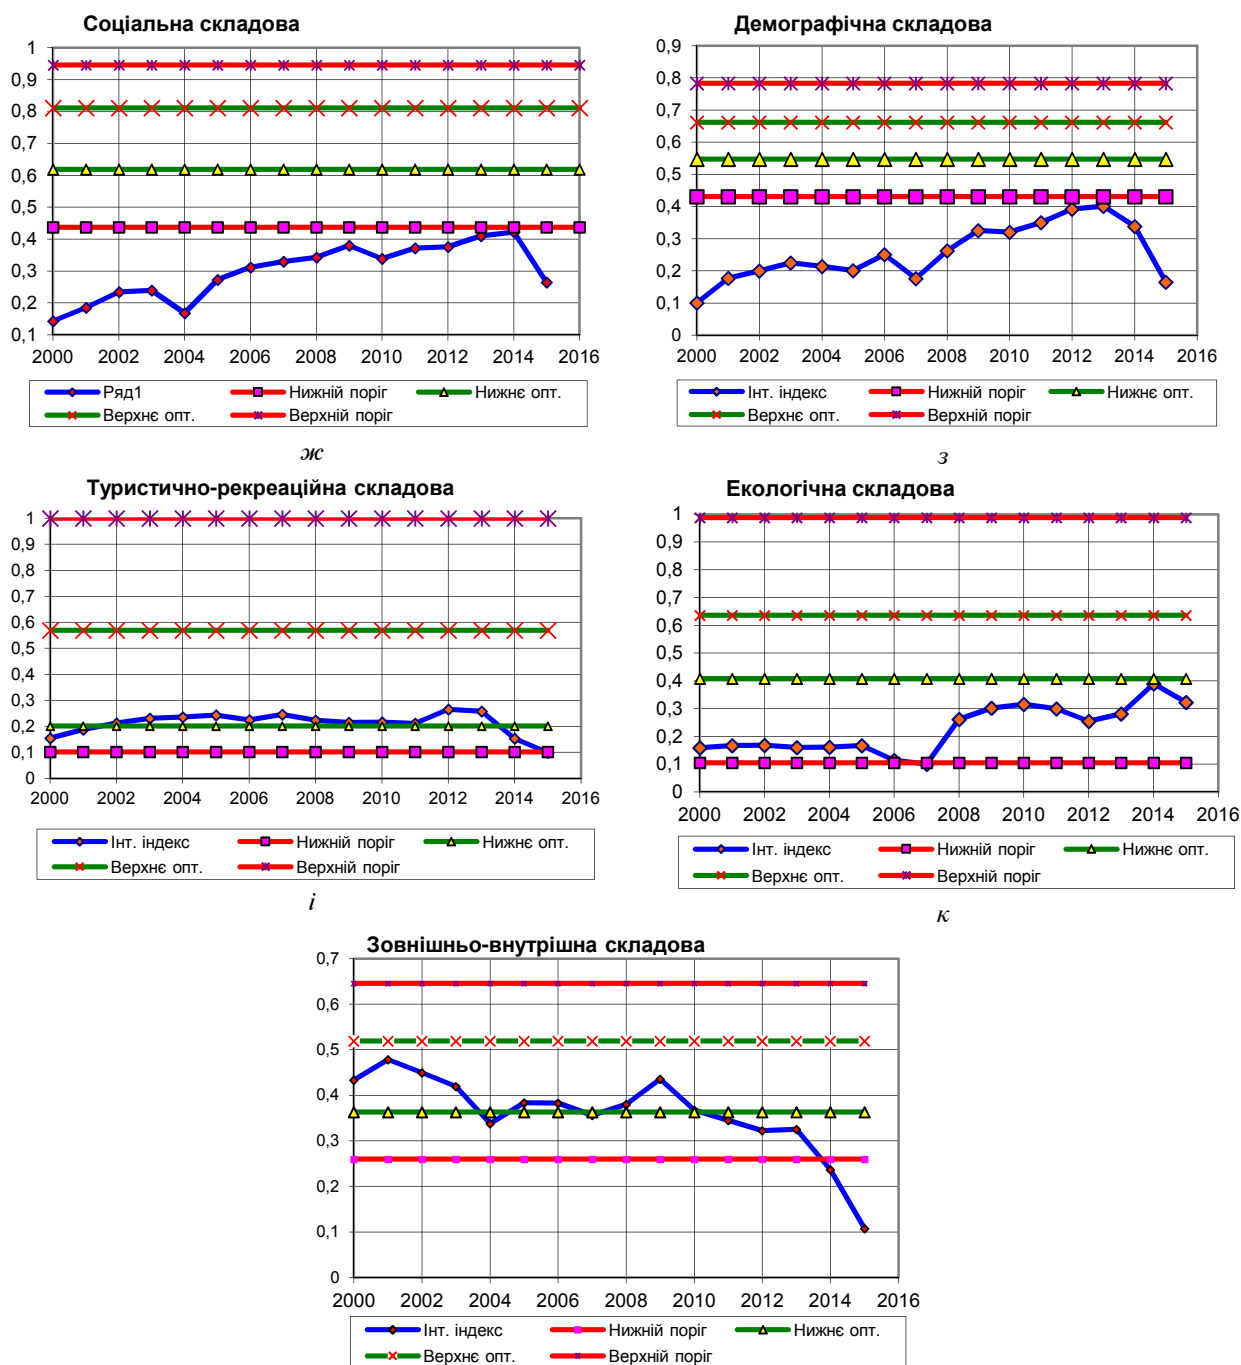 Соціальна складова
1
0,9
0,8
0,7
0,6
0,5
0,4
0,3
0,2
0,1
2000 2002 2004 2006 2008 2010 2012 2014 2016
Ряд1 Нижній поріг Нижнє опт.
Верхнє опт. Верхній поріг
ж
Демографічна складова
0,9
0,8
0,7
0,6
0,5
0,4
0,3
0,2
0,1
0
2000 2002 2004 2006 2008 2010 2012 2014 2016
Інт. індекс Нижній поріг Нижнє опт.
Верхнє опт. Верхній поріг
з
Туристично-рекреаційна складова
1
0,9
0,8
0,7
0,6
0,5
0,4
0,3
0,2
0,1
0
2000 2002 2004 2006 2008 2010 2012 2014 2016
Інт. індекс Нижній поріг Нижнє опт.
Верхнє опт. Верхній поріг
і
Екологічна складова
1
0,9
0,8
0,7
0,6
0,5
0,4
0,3
0,2
0,1
0
2000 2002 2004 2006 2008 2010 2012 2014 2016
Інт. індекс Нижній поріг Нижнє опт.
Верхнє опт. Верхній поріг
к
Зовнішньо-внутрішна складова
0,7
0,6
0,5
0,4
0,3
0,2
0,1
0
2000 2002 2004 2006 2008 2010 2012 2014 2016
Інт. індекс Нижній поріг Нижнє опт.
Верхнє опт. Верхній поріг